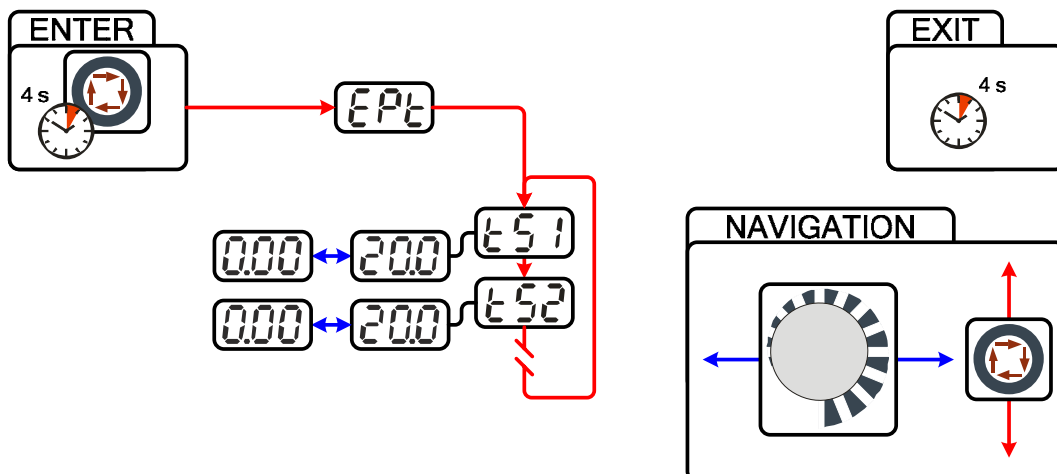 ENTER
EXIT
4 s
4 s
EPt
tS1
0.00
20.0
tS2
0.00
20.0
NAVIGATION